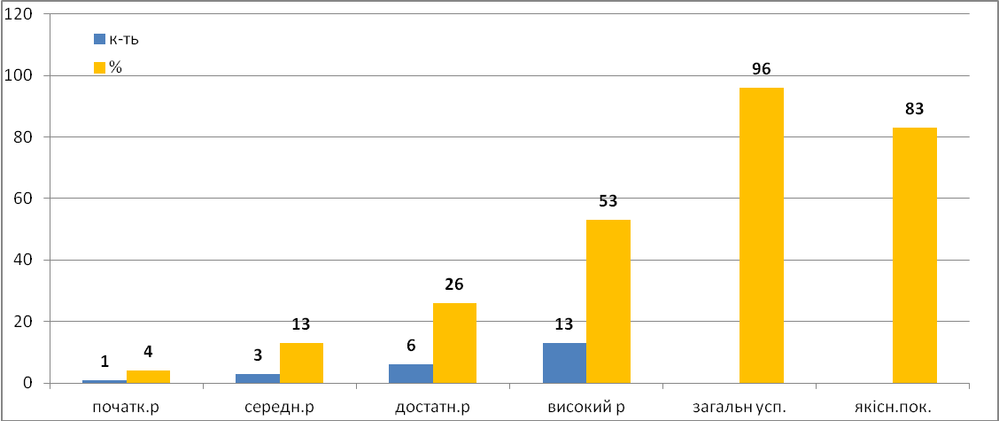 120
100
80
60
40
20
0
к-ть
%
1
4
3
13
6
26
13
53
96
83
початк.р
середн.р
достатн.р
високий р
загальн усп.
якісн.пок.